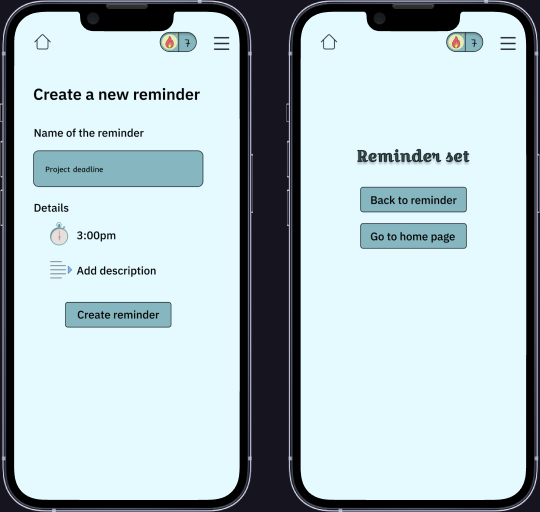 7
Create a new reminder
Name of the reminder
Project deadline
Details
3:00pm
Add description
Create reminder
7
Reminder set
Back to reminder
Go to home page